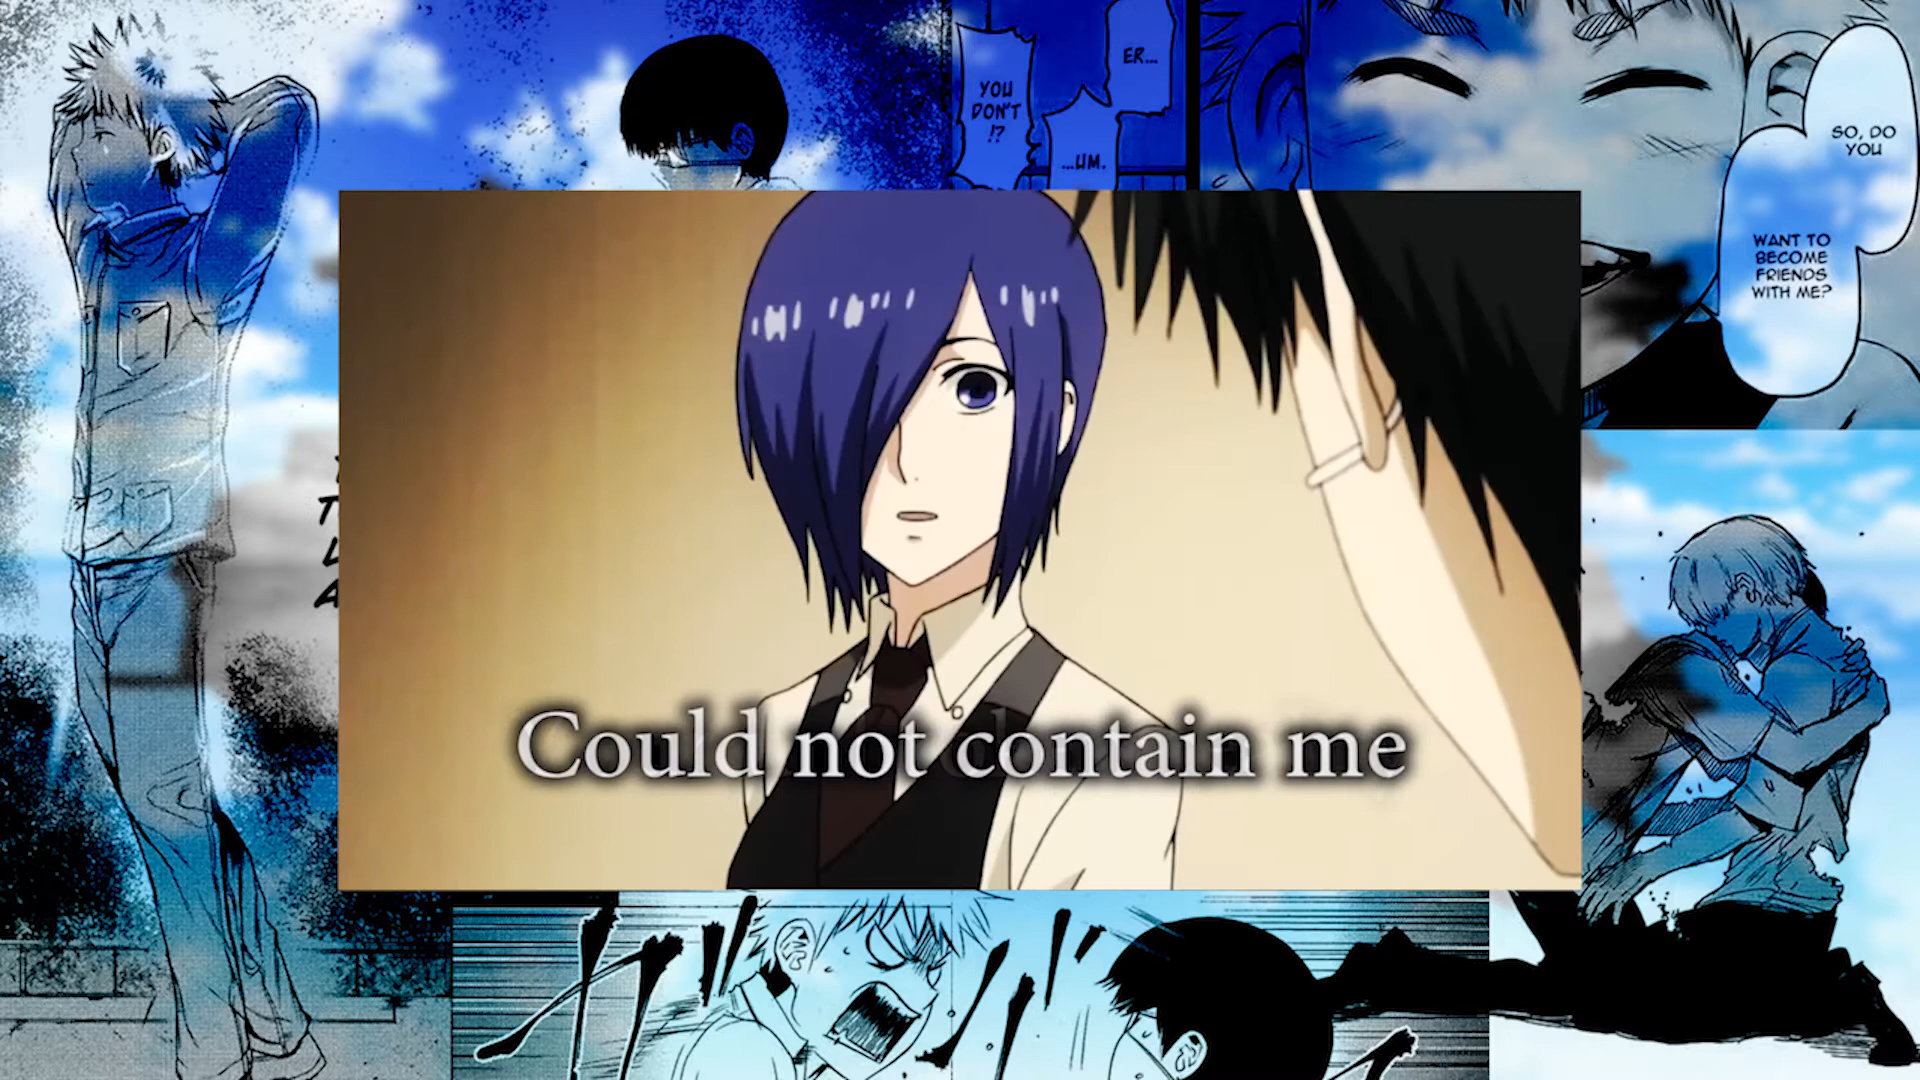 ER...
YOU
DON'T
!?
...UM.
SO, DO
YOU
WANT TO
BECOME
FRIENDS
WITH ME?
Could not contain me